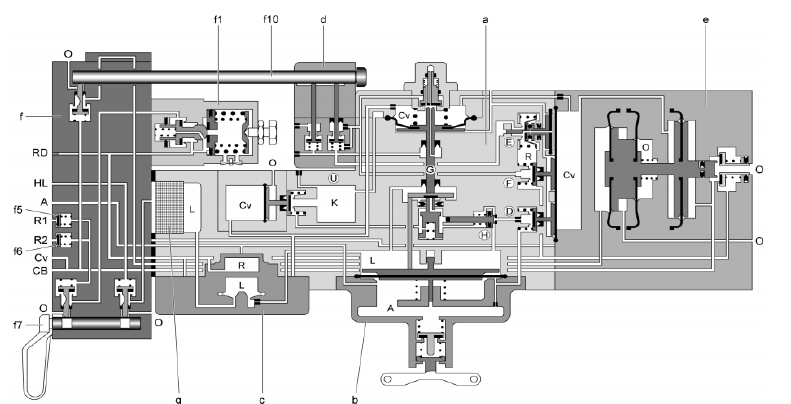 f1 f10 d a e
O
f
Cv
E
R
O
RD
G
O
O
U
F
HL
L
Cv
K
Cv
A
f5
R1
D
R2
H
f6
O
Cv
R
L
CB
L
O
A
f7
O
g c b